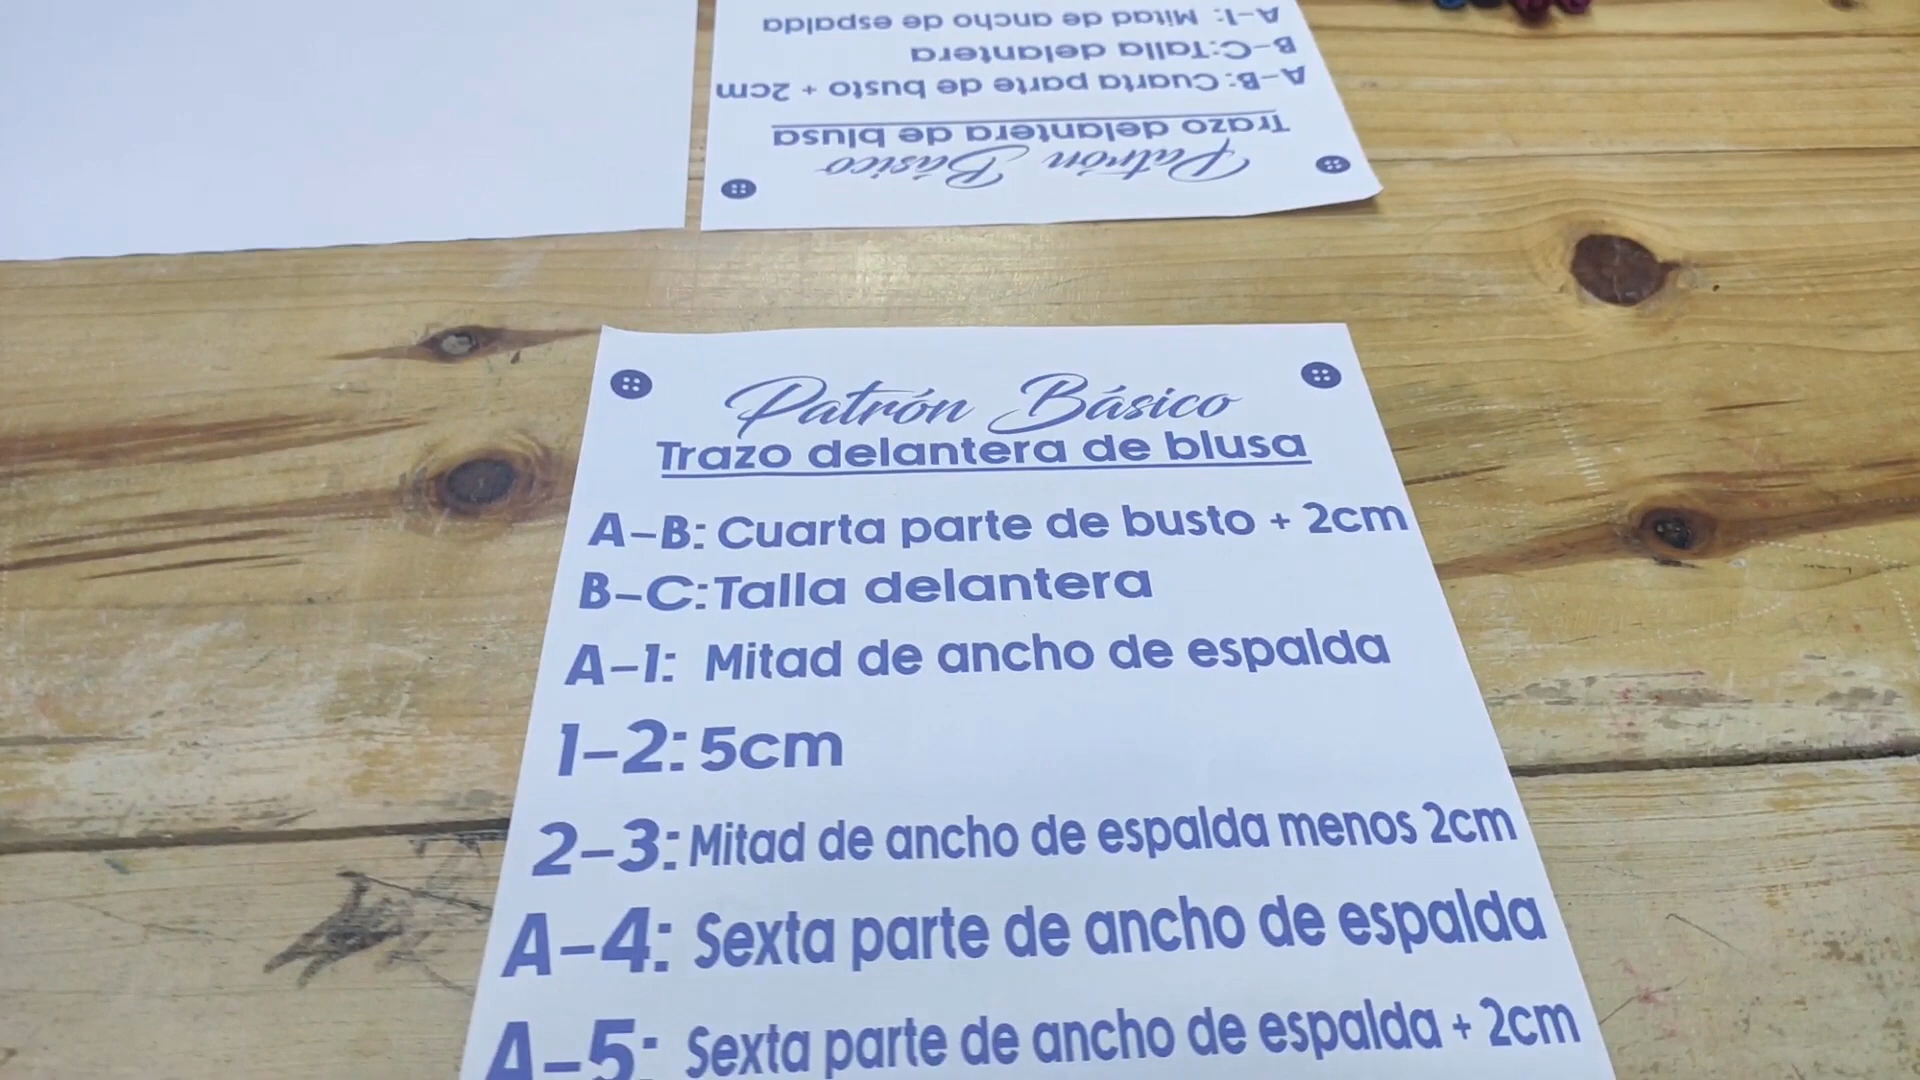 A-1: Mitad de ancho de espalda
B-C:Talla delantera
A-B: Cuarta parte de busto + 2cm
Trazo delantera de blusa
Patrón Básico
Patrón Básico
Trazo delantera de blusa
A-B: Cuarta parte de busto + 2cm
B-C:Talla delantera
A-1: Mitad de ancho de espalda
1-2: 5cm
2-3: Mitad de ancho de espalda menos 2cm
A-4: Sexta parte de ancho de espalda
A-5: Sexta parte de ancho de espalda + 2cm